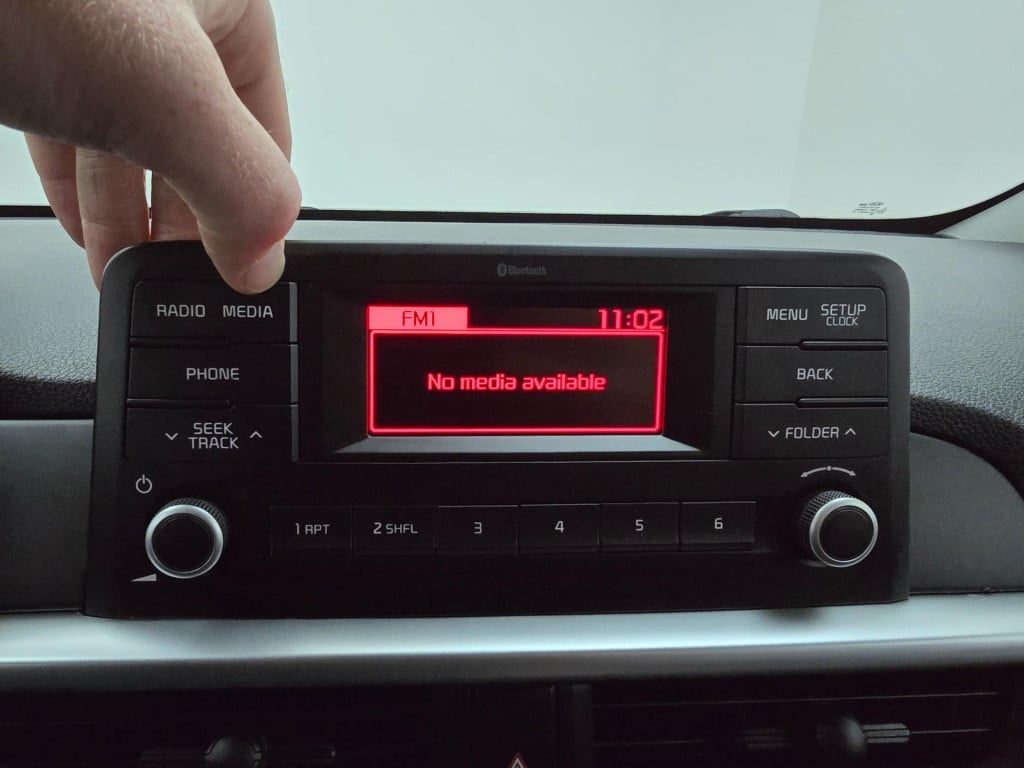 Bluetooth
RADIO MEDIA
FM1 11:02
MENU SETUP
CLOCK
PHONE
No media available
BACK
SEEK
TRACK
FOLDER
1 RPT 2 SHFL 3 4 5 6